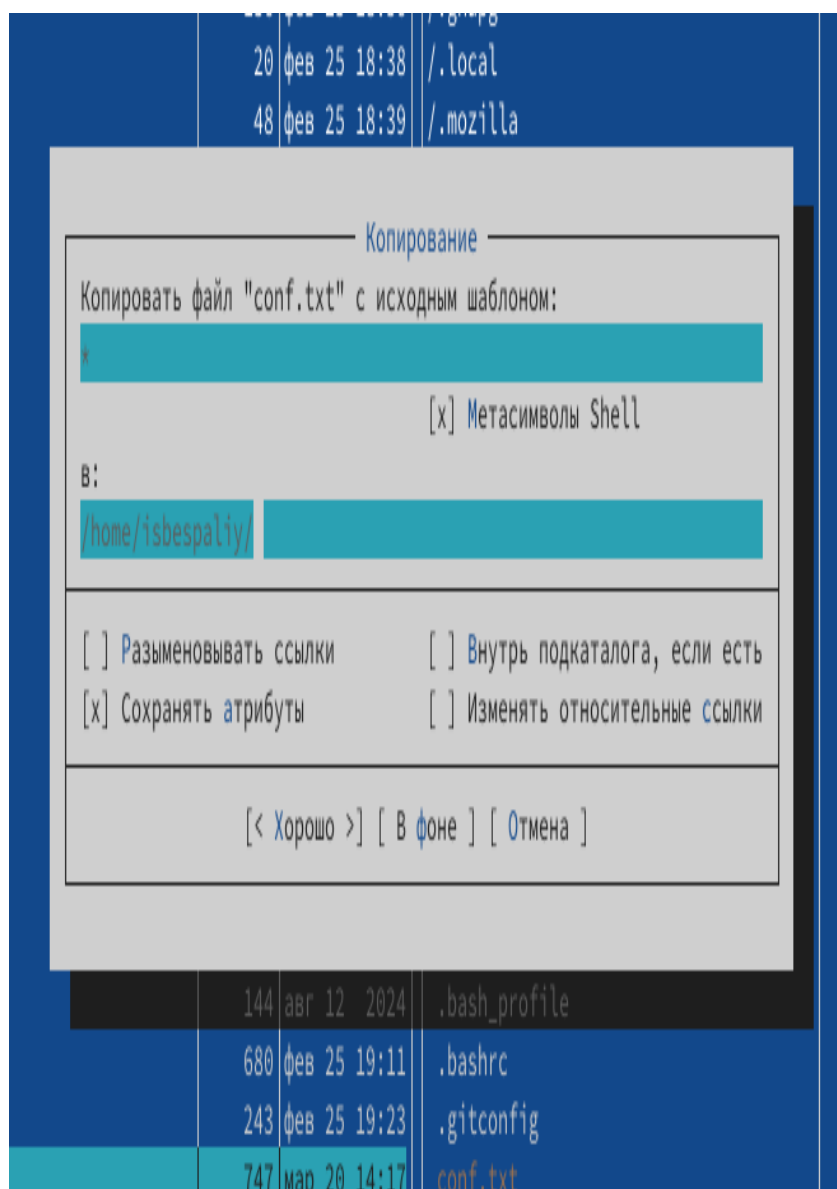 20 фев 25 18:38 /.local
48 фев 25 18:39 /.mozilla
Копирование
Копировать файл "conf.txt" с исходным шаблоном:
*
[x] Метасимволы Shell
в:
/home/isbespaliy/
[ ] Разыменовывать ссылки [ ] Внутрь подкаталога, если есть
[x] Сохранять атрибуты [ ] Изменять относительные ссылки
[< Хорошо >] [ В фоне ] [ Отмена ]
144 авг 12 2024 .bash_profile
680 фев 25 19:11 .bashrc
243 фев 25 19:23 .gitconfig
747 мар 20 14:17 conf.txt